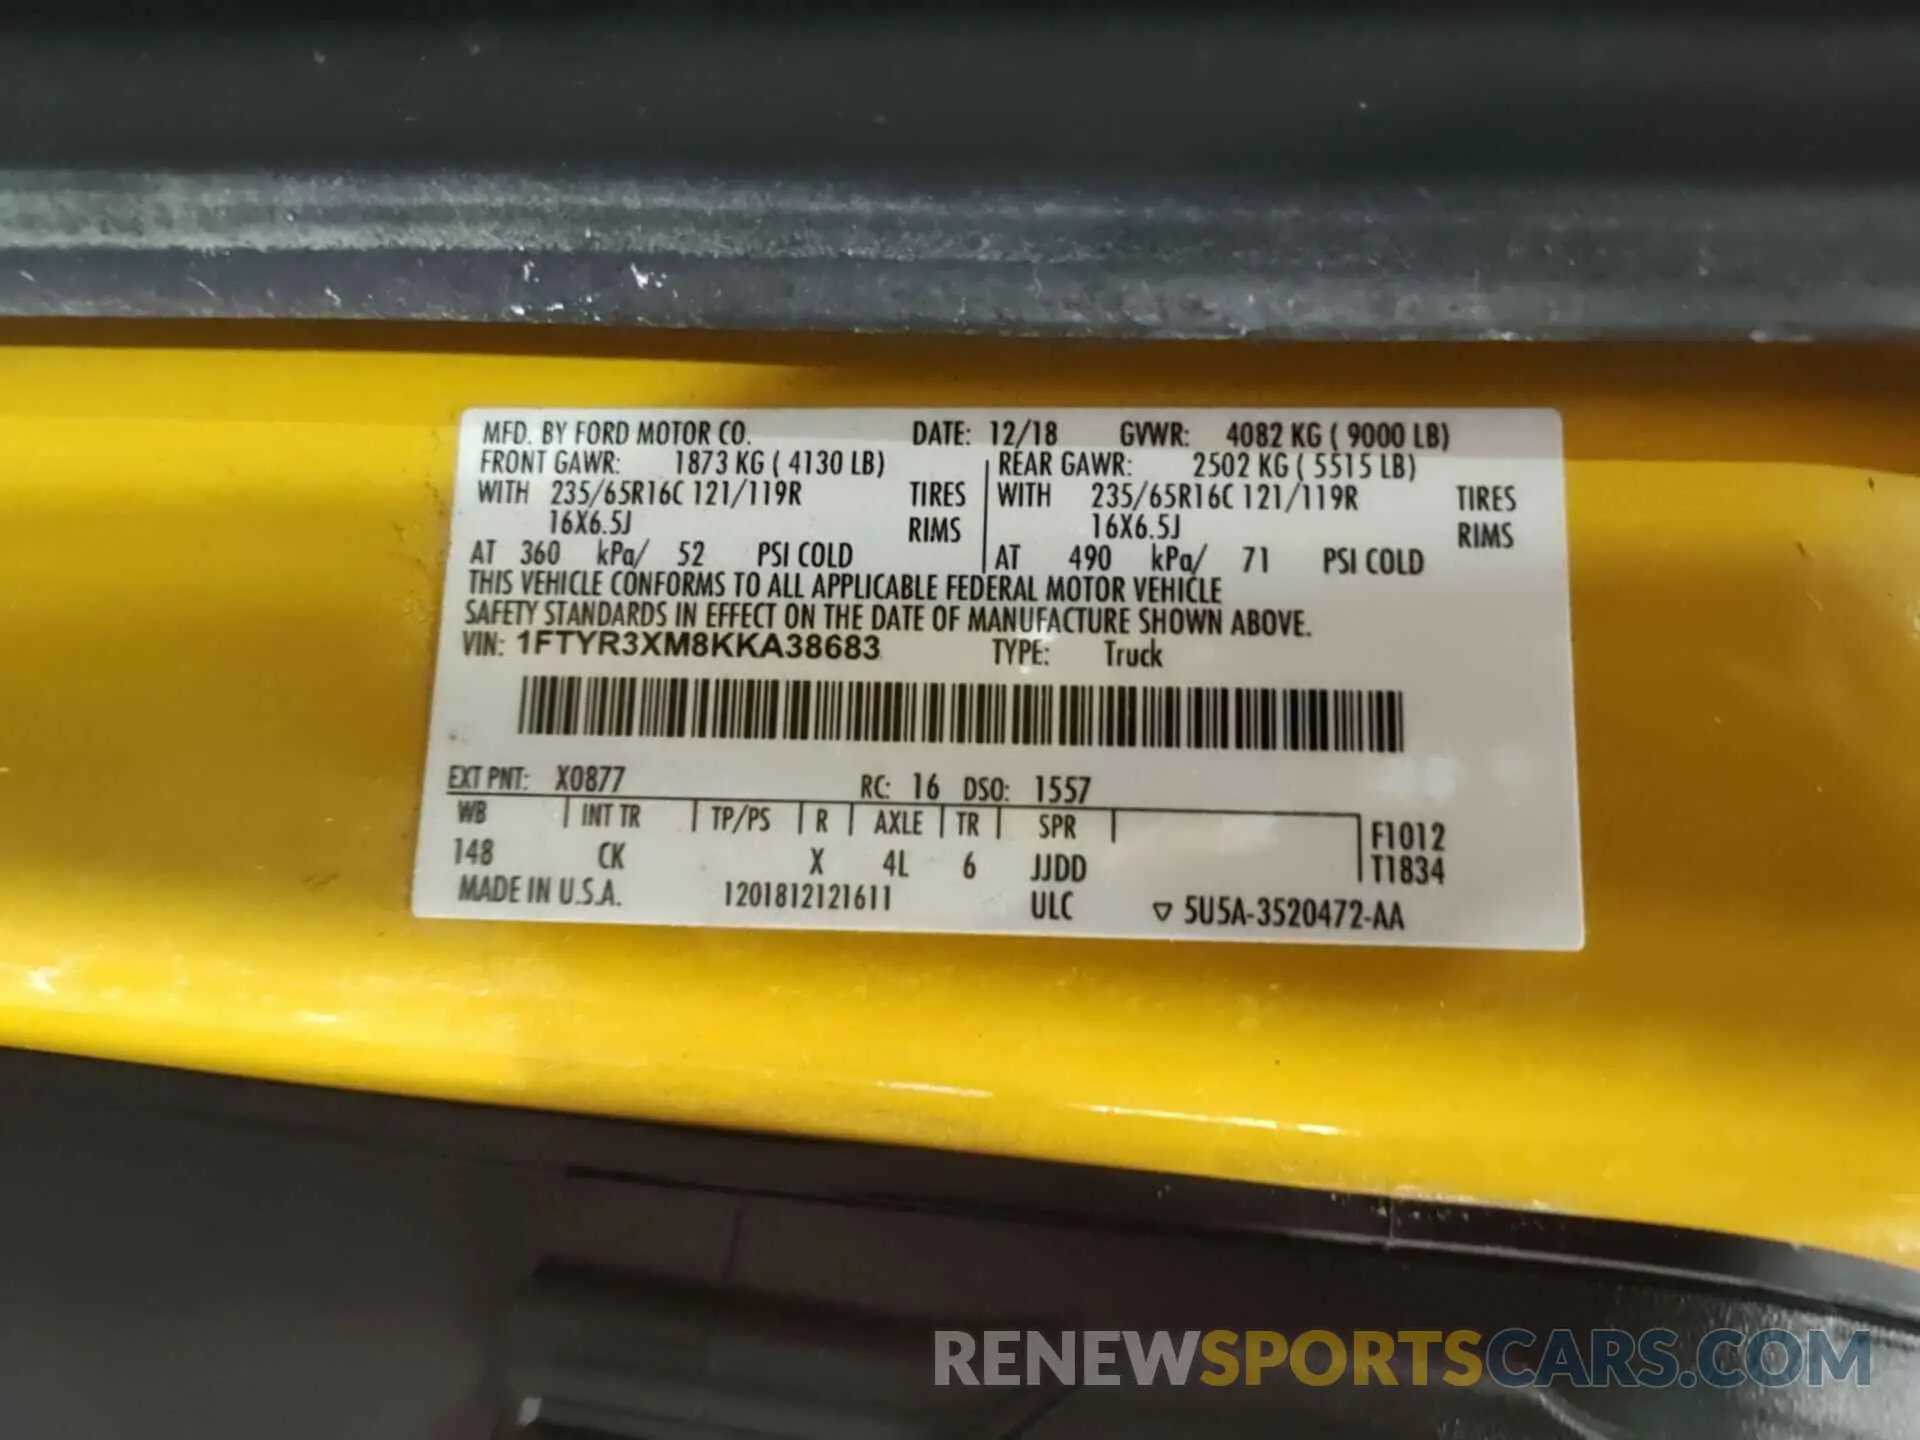 MFD. BY FORD MOTOR CO. DATE: 12/18 GVWR: 4082 KG ( 9000 LB)
FRONT GAWR: 1873 KG ( 4130 LB) REAR GAWR: 2502 KG ( 5515 LB)
WITH 235/65R16C 121/119R TIRES WITH 235/65R16C 121/119R TIRES
16X6.5J RIMS 16X6.5J RIMS
AT 360 kPa/ 52 PSI COLD AT 490 kPa/ 71 PSI COLD
THIS VEHICLE CONFORMS TO ALL APPLICABLE FEDERAL MOTOR VEHICLE
SAFETY STANDARDS IN EFFECT ON THE DATE OF MANUFACTURE SHOWN ABOVE.
VIN: 1FTYR3XM8KKA38683 TYPE: Truck
EXT PNT: X0877 RC: 16 DSO: 1557
WB INT TR TP/PS R AXLE TR SPR F1012
148 CK X 4L 6 JJDD T1834
MADE IN U.S.A. 1201812121611 ULC ▽ 5U5A-3520472-AA
RENEWSPORTSCARS.COM